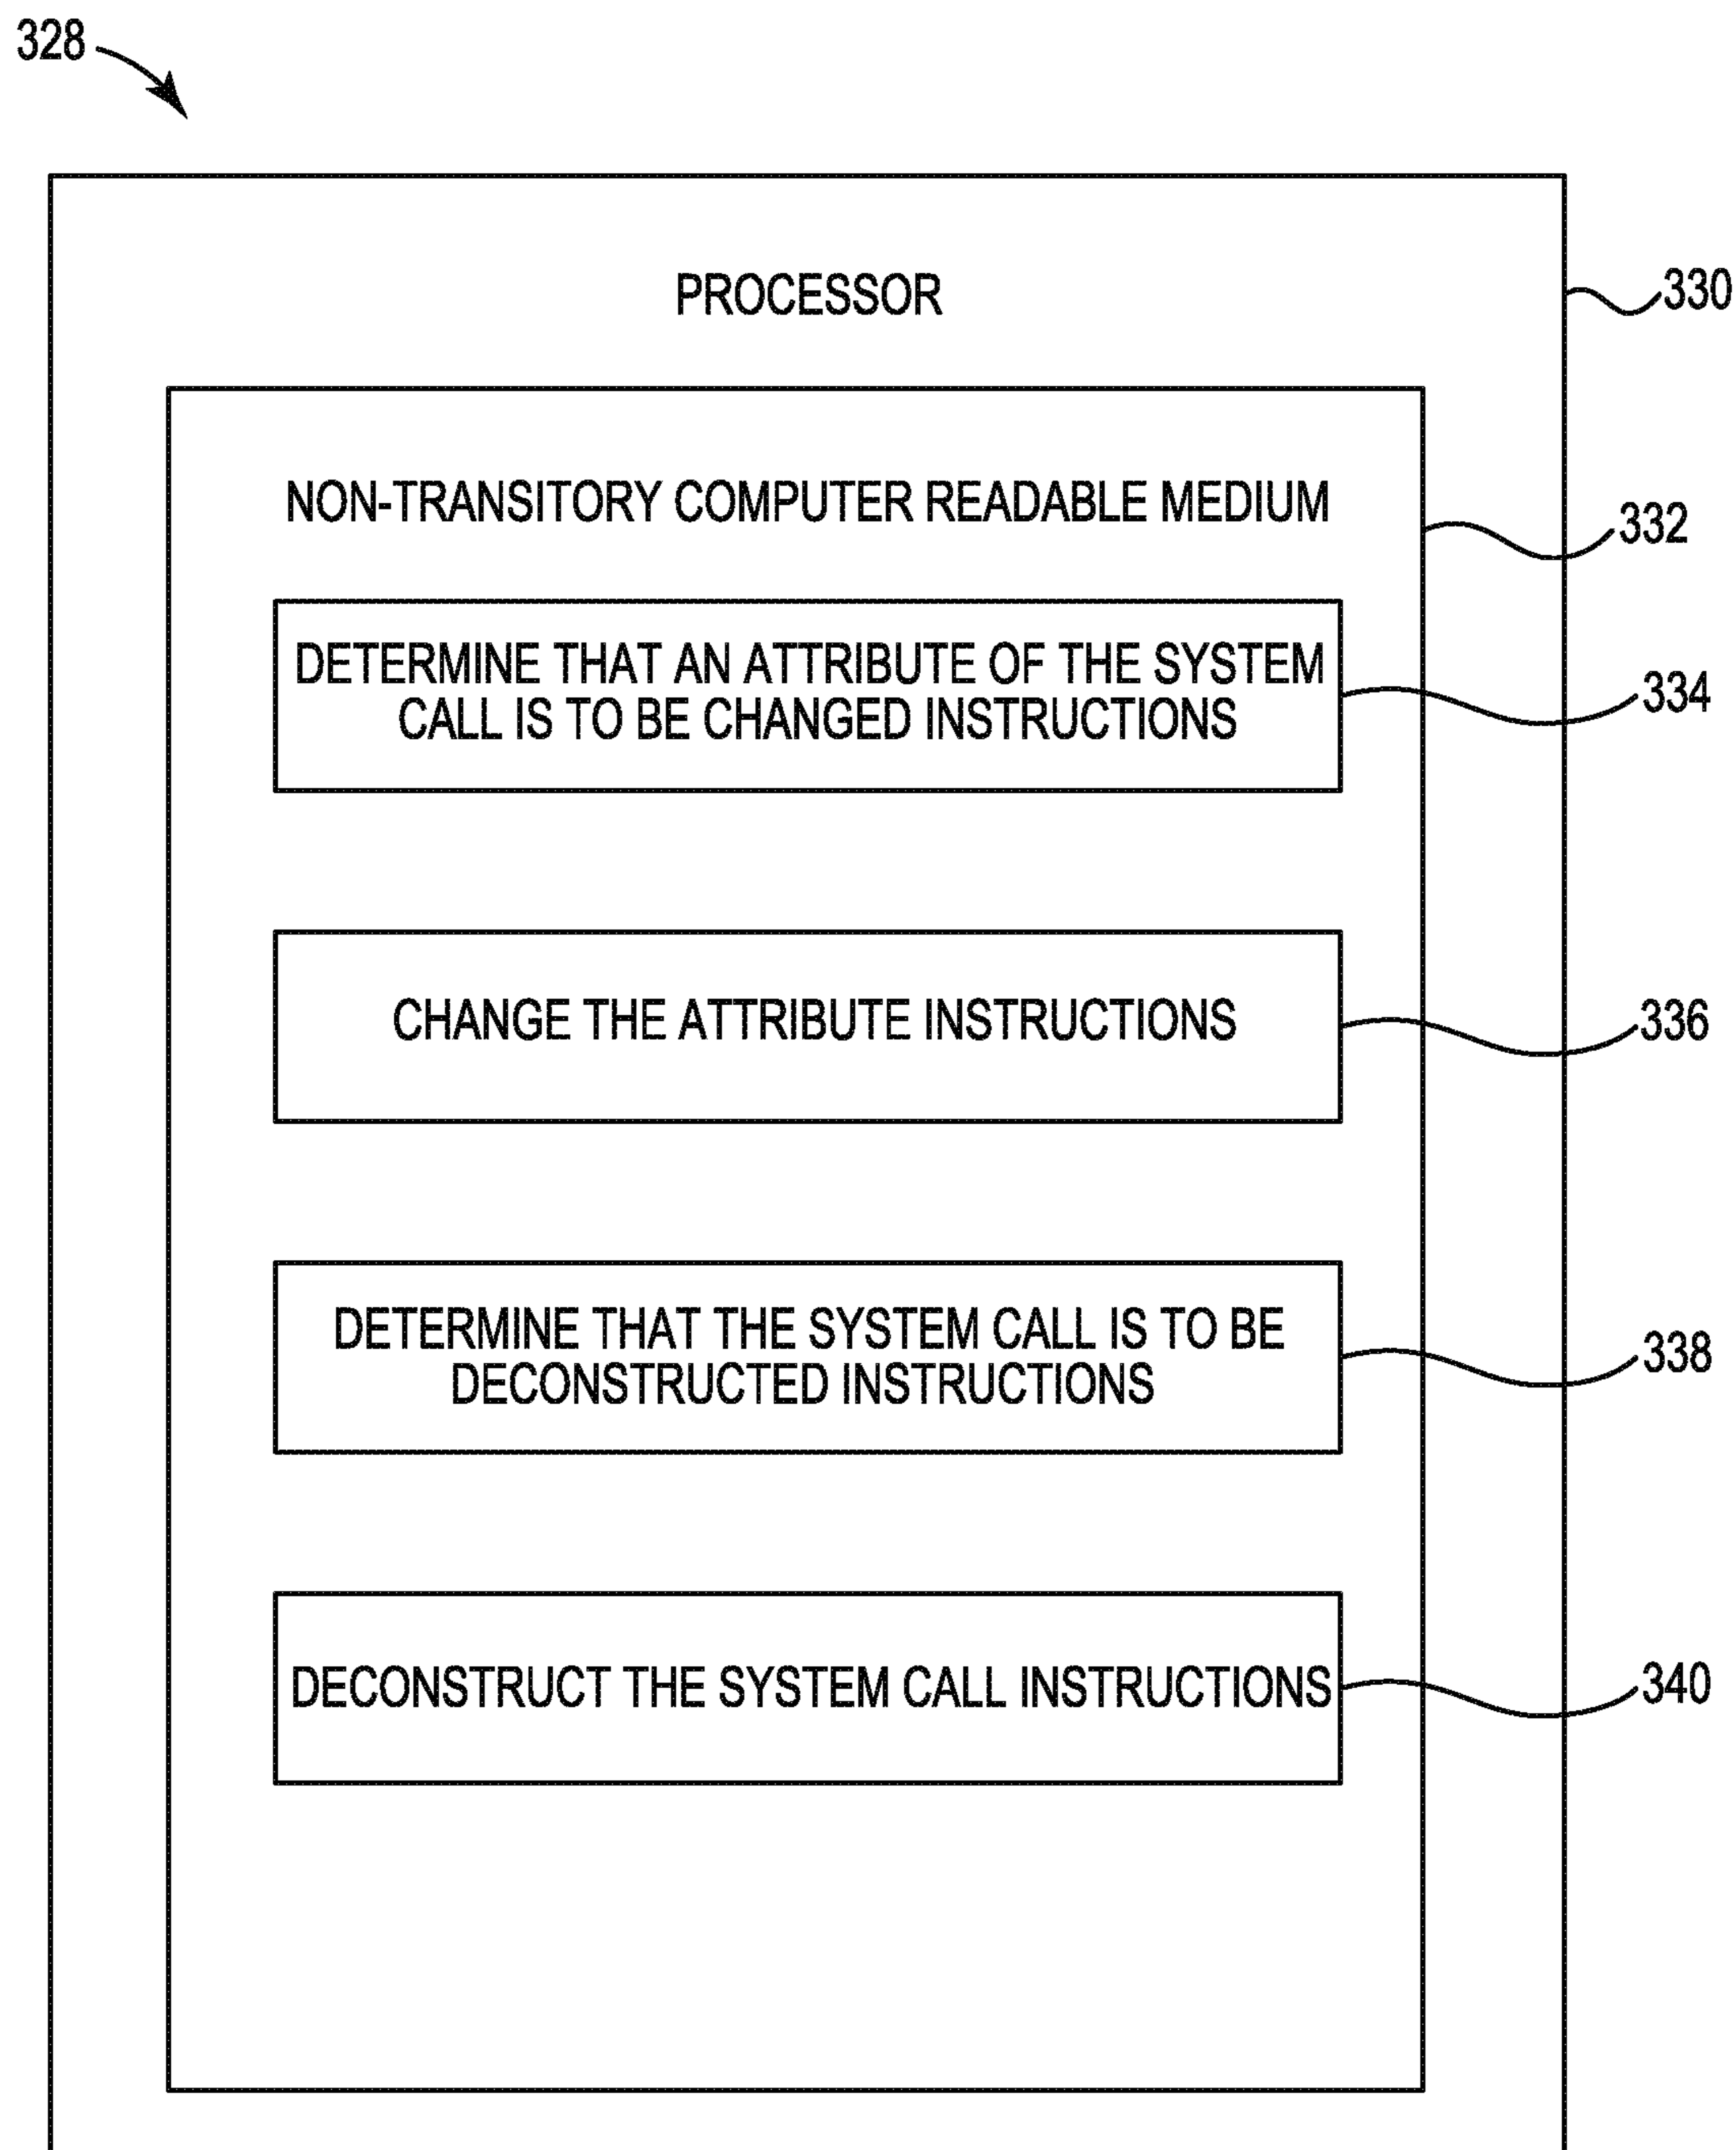 328
PROCESSOR
330
NON-TRANSITORY COMPUTER READABLE MEDIUM
332
DETERMINE THAT AN ATTRIBUTE OF THE SYSTEM
CALL IS TO BE CHANGED INSTRUCTIONS
334
CHANGE THE ATTRIBUTE INSTRUCTIONS
336
DETERMINE THAT THE SYSTEM CALL IS TO BE
DECONSTRUCTED INSTRUCTIONS
338
DECONSTRUCT THE SYSTEM CALL INSTRUCTIONS
340